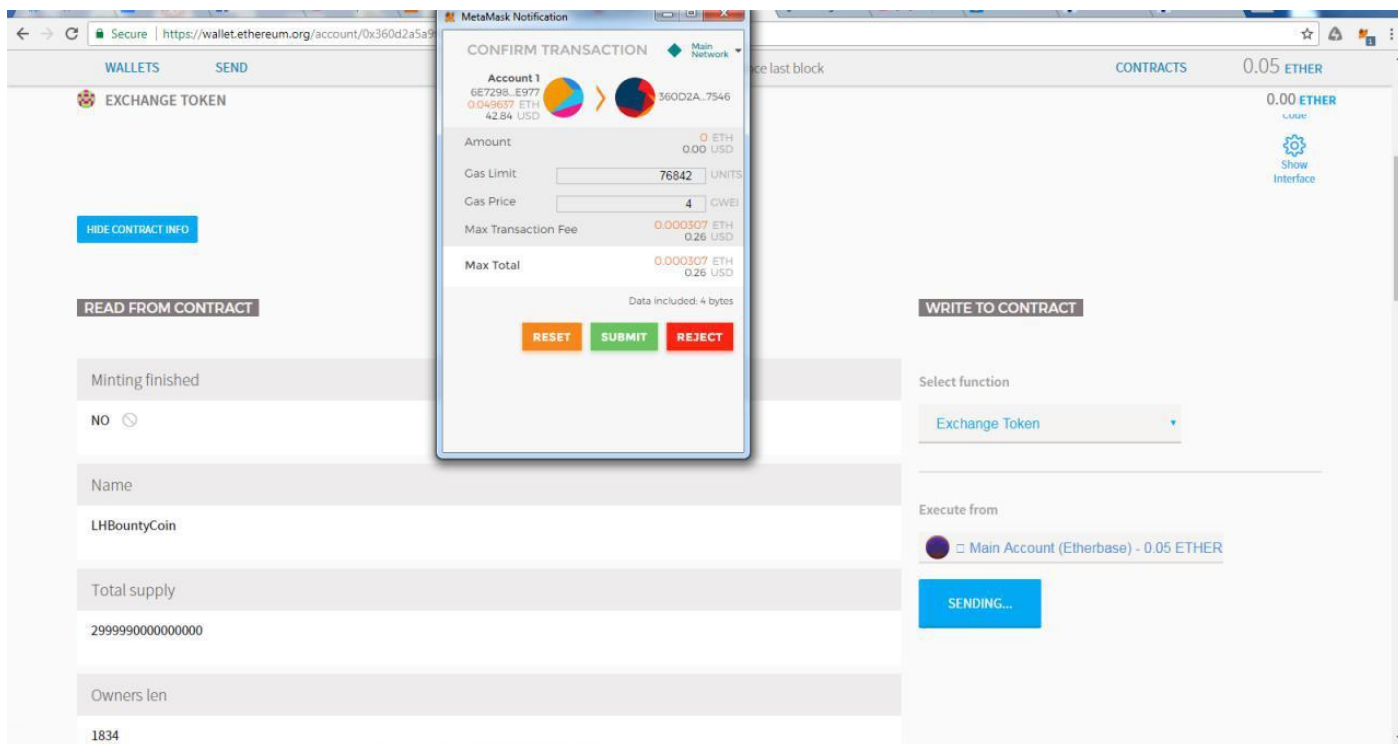 MetaMask Notification
Secure | https://wallet.ethereum.org/account/0x360d2a5a9
WALLETS SEND
ce last block
CONTRACTS 0.05 ETHER
EXCHANGE TOKEN
0.00 ETHER
Code
Show
Interface
CONFIRM TRANSACTION Main
Network
Account 1
6E7298...E977
0.049637 ETH
42.84 USD
360D2A...7546
Amount 0 ETH
0.00 USD
Gas Limit 76842 UNITS
Gas Price 4 GWEI
Max Transaction Fee 0.000307 ETH
0.26 USD
Max Total 0.000307 ETH
0.26 USD
Data included: 4 bytes
RESET SUBMIT REJECT
HIDE CONTRACT INFO
READ FROM CONTRACT
Minting finished
NO
Name
LHBountyCoin
Total supply
2999990000000000
Owners len
1834
WRITE TO CONTRACT
Select function
Exchange Token
Execute from
Main Account (Etherbase) - 0.05 ETHER
SENDING...